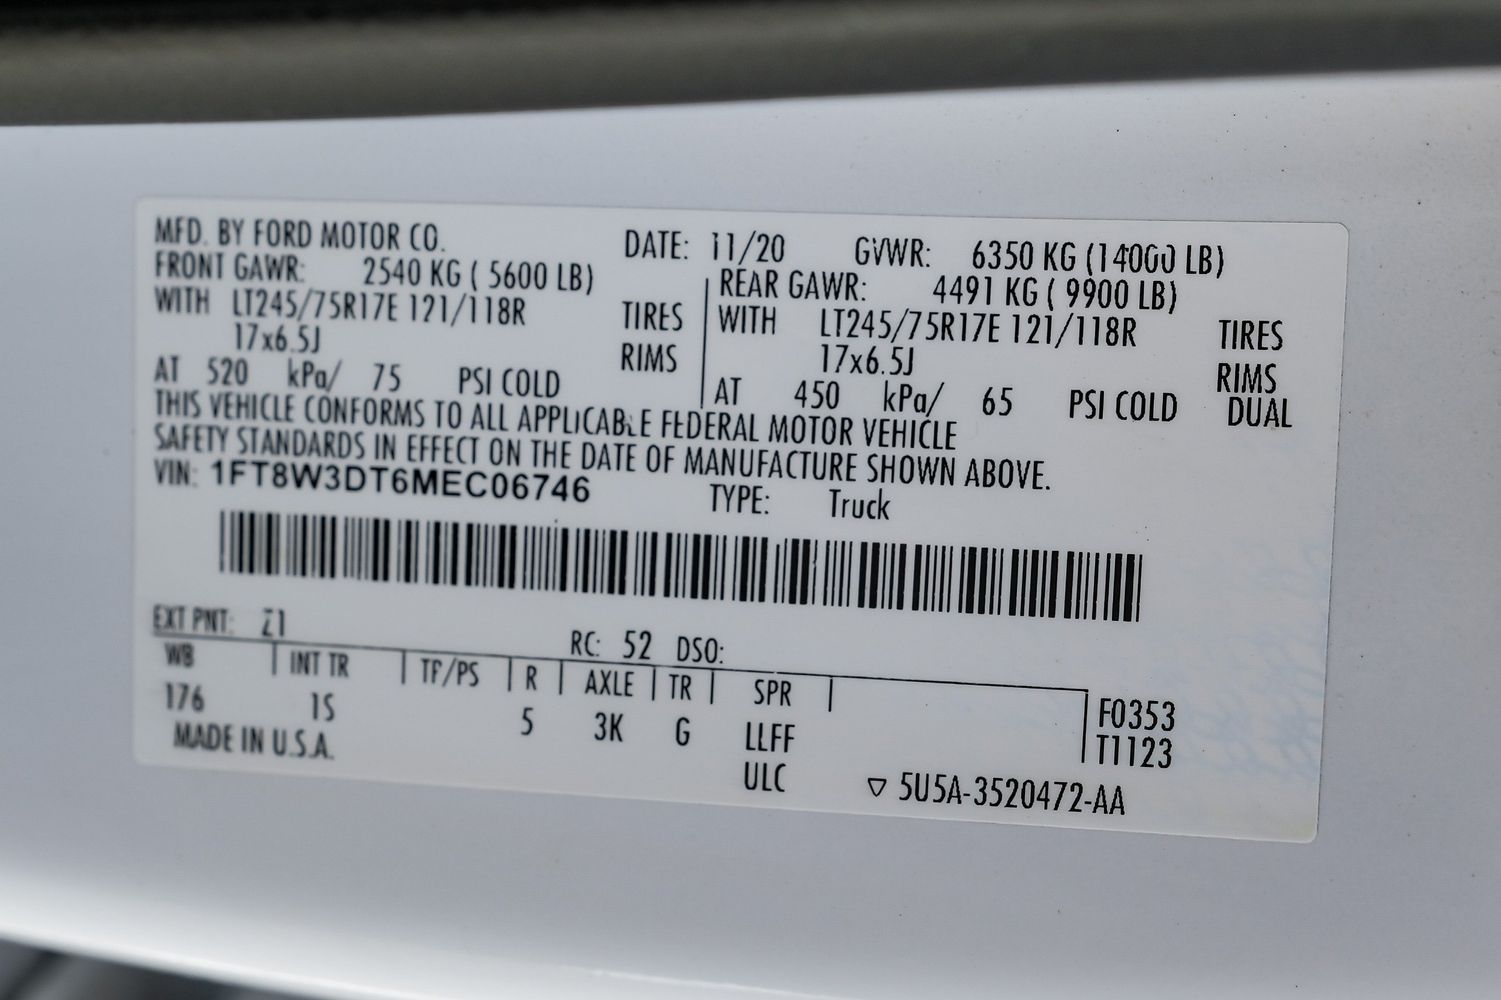 MFD. BY FORD MOTOR CO. DATE: 11/20 GVWR: 6350 KG (14000 LB)
FRONT GAWR: 2540 KG ( 5600 LB) REAR GAWR: 4491 KG ( 9900 LB)
WITH LT245/75R17E 121/118R TIRES WITH LT245/75R17E 121/118R TIRES
17x6.5J RIMS 17x6.5J RIMS
AT 520 kPa/ 75 PSI COLD AT 450 kPa/ 65 PSI COLD DUAL
THIS VEHICLE CONFORMS TO ALL APPLICABLE FEDERAL MOTOR VEHICLE
SAFETY STANDARDS IN EFFECT ON THE DATE OF MANUFACTURE SHOWN ABOVE.
VIN: 1FT8W3DT6MEC06746 TYPE: Truck
EXT PNT: Z1 RC: 52 DSO:
WB INT TR TP/PS R AXLE TR SPR F0353
176 1S 5 3K G LLFF T1123
MADE IN U.S.A. ULC ▽ 5U5A-3520472-AA